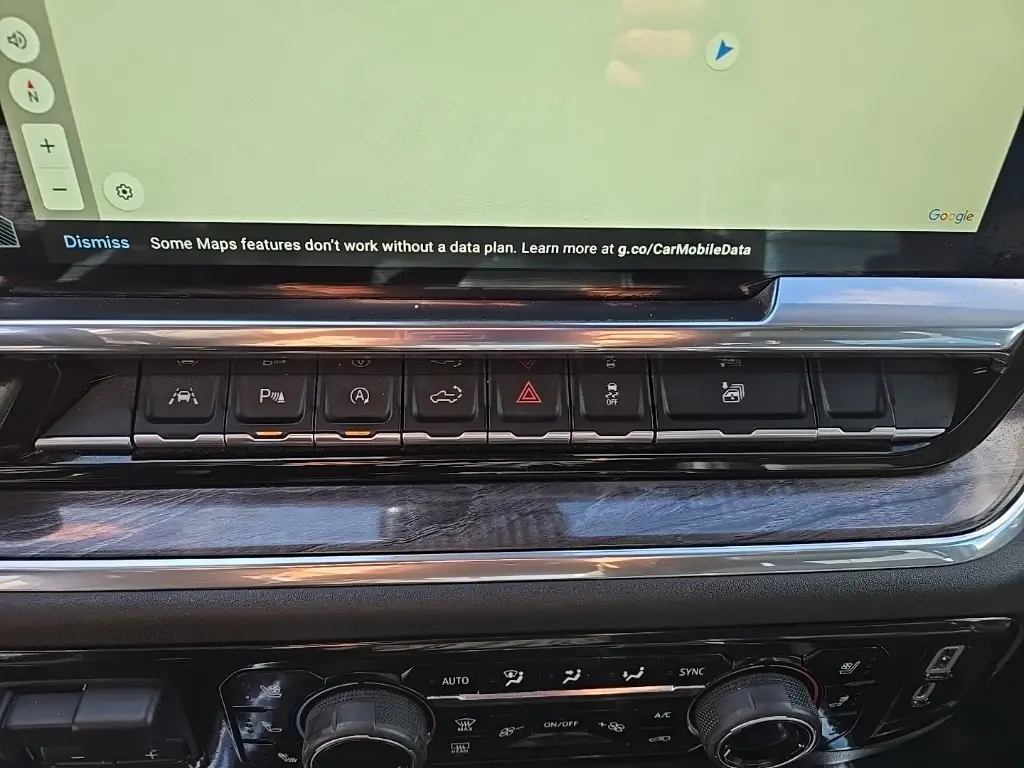 N
+
−
Google
Dismiss Some Maps features don't work without a data plan. Learn more at g.co/CarMobileData
P A OFF
AUTO SYNC
MAX ON/OFF A/C
REAR